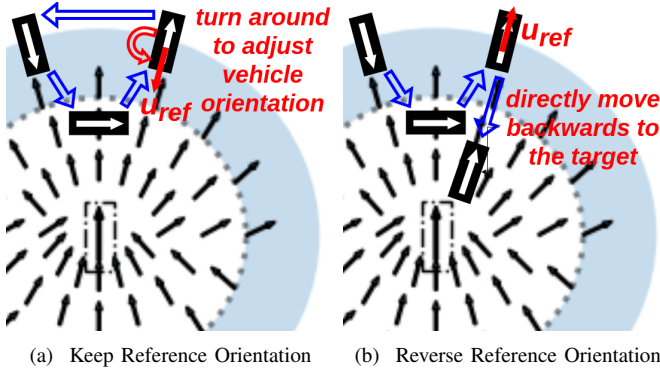 turn around
to adjust
vehicle
orientation
u_ref
(a) Keep Reference Orientation
u_ref
directly move
backwards to
the target
(b) Reverse Reference Orientation